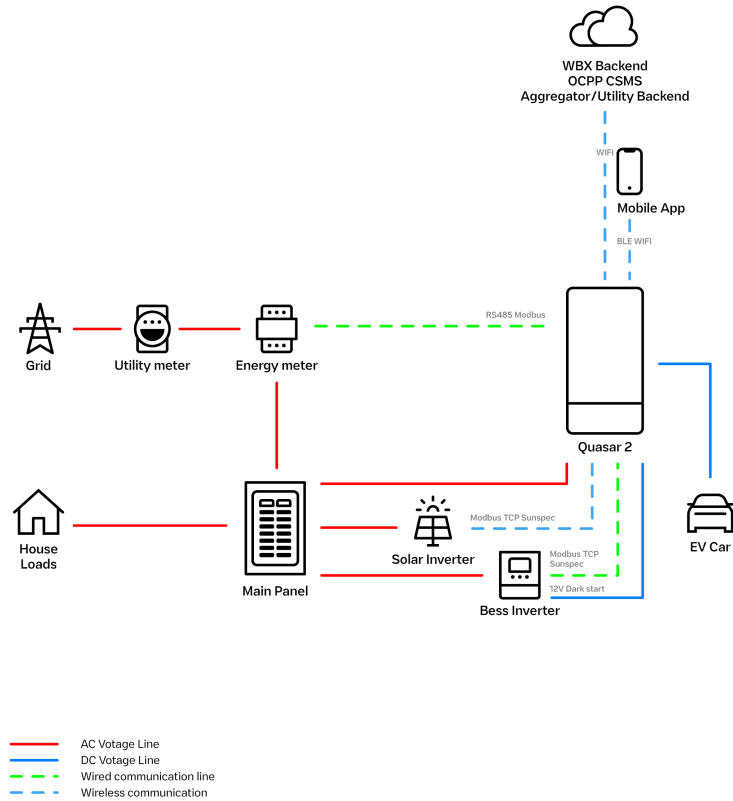 WBX Backend
OCPP CSMS
Aggregator/Utility Backend
WIFI
Mobile App
BLE WIFI
RS485 Modbus
Grid
Utility meter
Energy meter
Quasar 2
House
Loads
Main Panel
Modbus TCP Sunspec
Solar Inverter
Modbus TCP
Sunspec
12V Dark start
Bess Inverter
EV Car
AC Votage Line
DC Votage Line
Wired communication line
Wireless communication